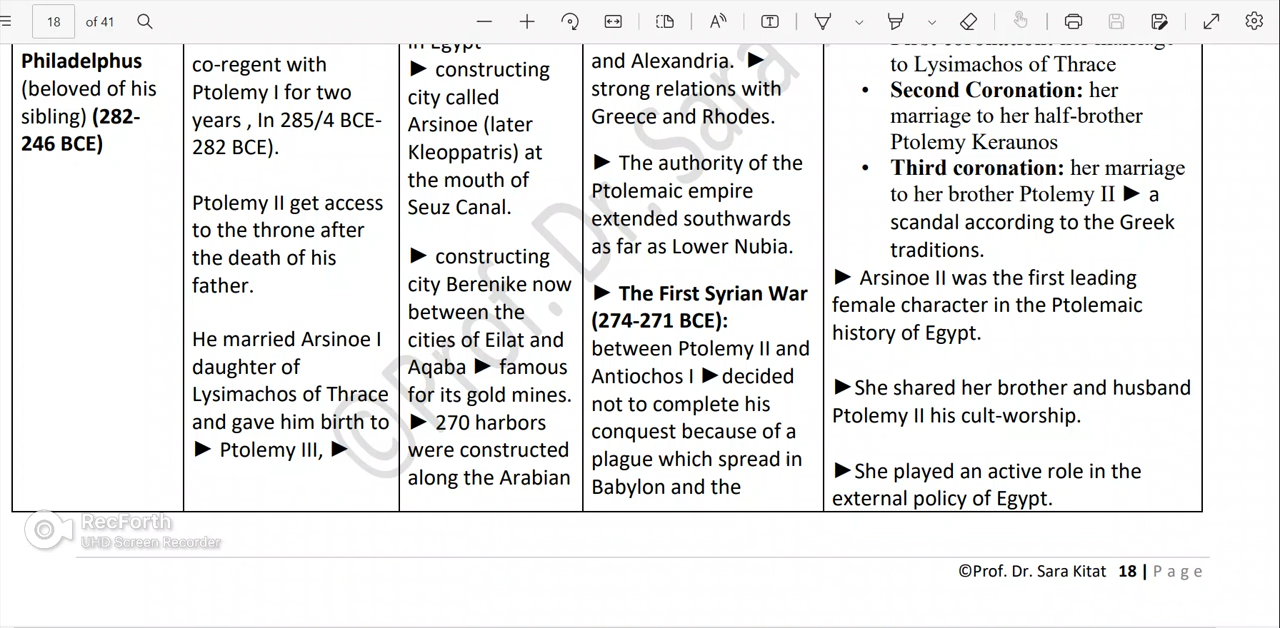 18 of 41
Philadelphus
(beloved of his
sibling) (282-
246 BCE)
co-regent with
Ptolemy I for two
years , In 285/4 BCE-
282 BCE).
Ptolemy II get access
to the throne after
the death of his
father.
He married Arsinoe I
daughter of
Lysimachos of Thrace
and gave him birth to
► Ptolemy III, ►
in Egypt
► constructing
city called
Arsinoe (later
Kleoppatris) at
the mouth of
Seuz Canal.
► constructing
city Berenike now
between the
cities of Eilat and
Aqaba ► famous
for its gold mines.
► 270 harbors
were constructed
along the Arabian
and Alexandria. ►
strong relations with
Greece and Rhodes.
► The authority of the
Ptolemaic empire
extended southwards
as far as Lower Nubia.
► The First Syrian War
(274-271 BCE):
between Ptolemy II and
Antiochos I ►decided
not to complete his
conquest because of a
plague which spread in
Babylon and the
First coronation: her marriage
to Lysimachos of Thrace
• Second Coronation: her
marriage to her half-brother
Ptolemy Keraunos
• Third coronation: her marriage
to her brother Ptolemy II ► a
scandal according to the Greek
traditions.
► Arsinoe II was the first leading
female character in the Ptolemaic
history of Egypt.
►She shared her brother and husband
Ptolemy II his cult-worship.
►She played an active role in the
external policy of Egypt.
©Prof. Dr. Sara
RecForth
UHD Screen Recorder
©Prof. Dr. Sara Kitat 18 | Page